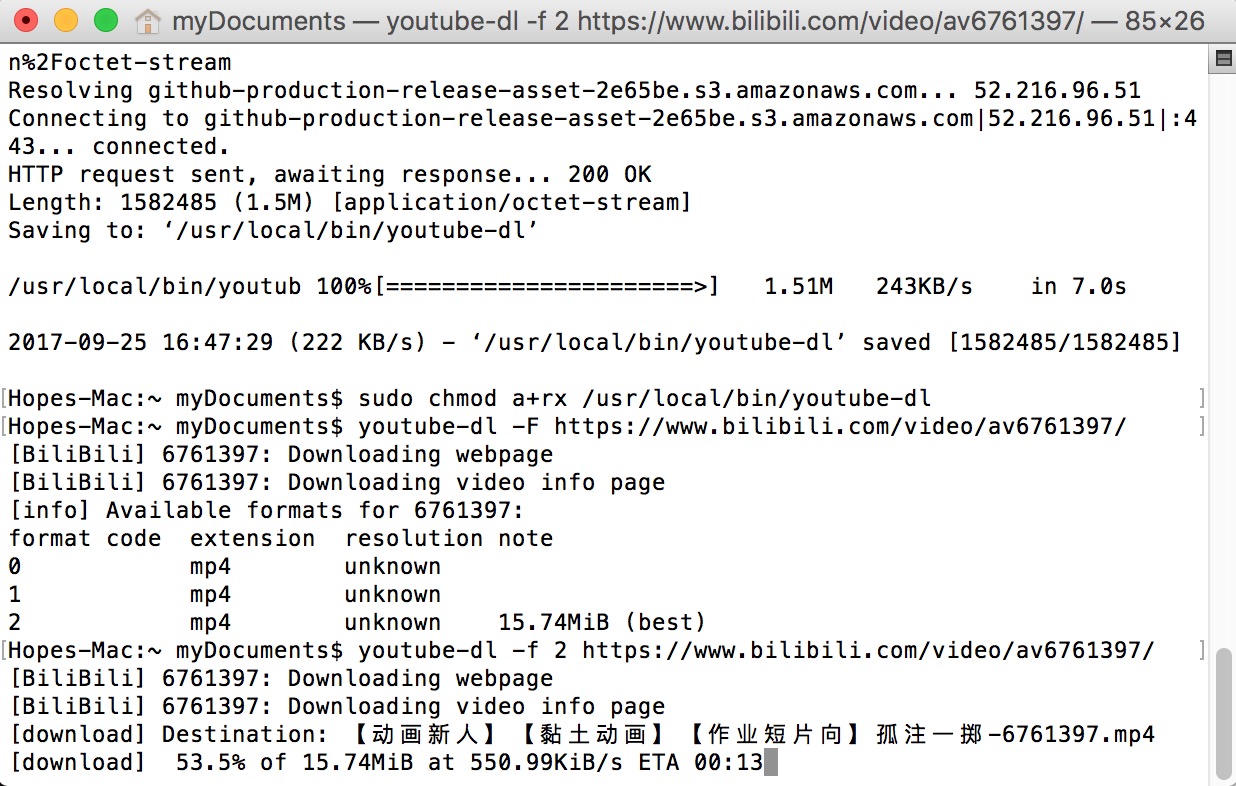 myDocuments — youtube-dl -f 2 https://www.bilibili.com/video/av6761397/ — 85×26
n%2Foctet-stream
Resolving github-production-release-asset-2e65be.s3.amazonaws.com... 52.216.96.51
Connecting to github-production-release-asset-2e65be.s3.amazonaws.com|52.216.96.51|:4
43... connected.
HTTP request sent, awaiting response... 200 OK
Length: 1582485 (1.5M) [application/octet-stream]
Saving to: ‘/usr/local/bin/youtube-dl’
/usr/local/bin/youtub 100%[======================>]   1.51M   243KB/s    in 7.0s
2017-09-25 16:47:29 (222 KB/s) - ‘/usr/local/bin/youtube-dl’ saved [1582485/1582485]
[Hopes-Mac:~ myDocuments$ sudo chmod a+rx /usr/local/bin/youtube-dl ]
[Hopes-Mac:~ myDocuments$ youtube-dl -F https://www.bilibili.com/video/av6761397/ ]
[BiliBili] 6761397: Downloading webpage
[BiliBili] 6761397: Downloading video info page
[info] Available formats for 6761397:
format code  extension  resolution note
0            mp4        unknown
1            mp4        unknown
2            mp4        unknown    15.74MiB (best)
[Hopes-Mac:~ myDocuments$ youtube-dl -f 2 https://www.bilibili.com/video/av6761397/ ]
[BiliBili] 6761397: Downloading webpage
[BiliBili] 6761397: Downloading video info page
[download] Destination: 【动画新人】【黏土动画】【作业短片向】孤注一掷-6761397.mp4
[download]  53.5% of 15.74MiB at 550.99KiB/s ETA 00:13